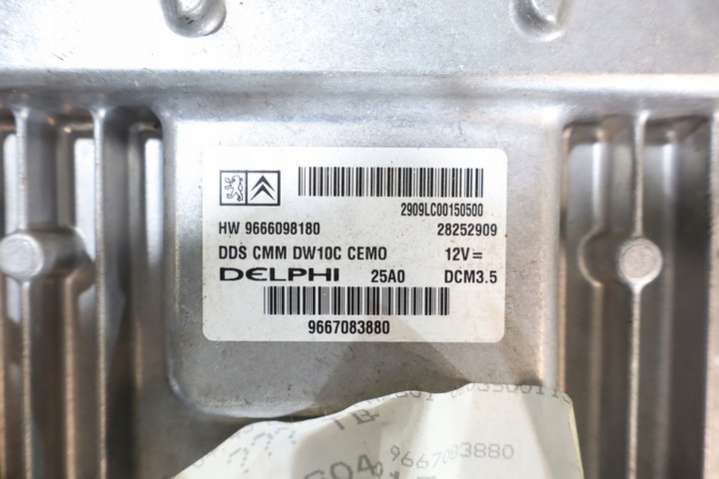 2909LC00150500
HW 9666098180 28252909
DDS CMM DW10C CEMO 12V =
DELPHI 25A0 DCM3.5
9667083880
9667083880